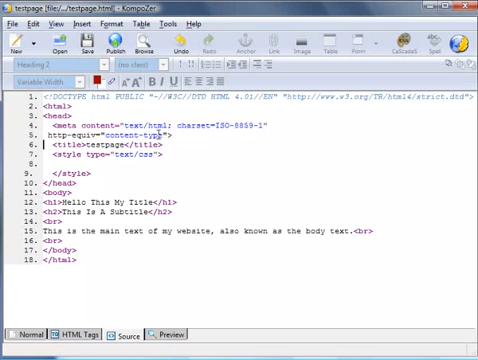 testpage [file:/.../testpage.html] - KompoZer
File Edit View Insert Format Table Tools Help
New Open Save Publish Browse Undo Redo Anchor Link Image Table Form CaScadeS
Heading 2 (no class)
Variable Width A A B I U
1. <!DOCTYPE html PUBLIC "-//W3C//DTD HTML 4.01//EN" "http://www.w3.org/TR/html4/strict.dtd">
2. <html>
3. <head>
4. <meta content="text/html; charset=ISO-8859-1"
5. http-equiv="content-type">
6. <title>testpage</title>
7. <style type="text/css">
8.
9. </style>
10. </head>
11. <body>
12. <h1>Hello This My Title</h1>
13. <h2>This Is A Subtitle</h2>
14. <br>
15. This is the main text of my website, also known as the body text.<br>
16. <br>
17. </body>
18. </html>
Normal HTML Tags Source Preview